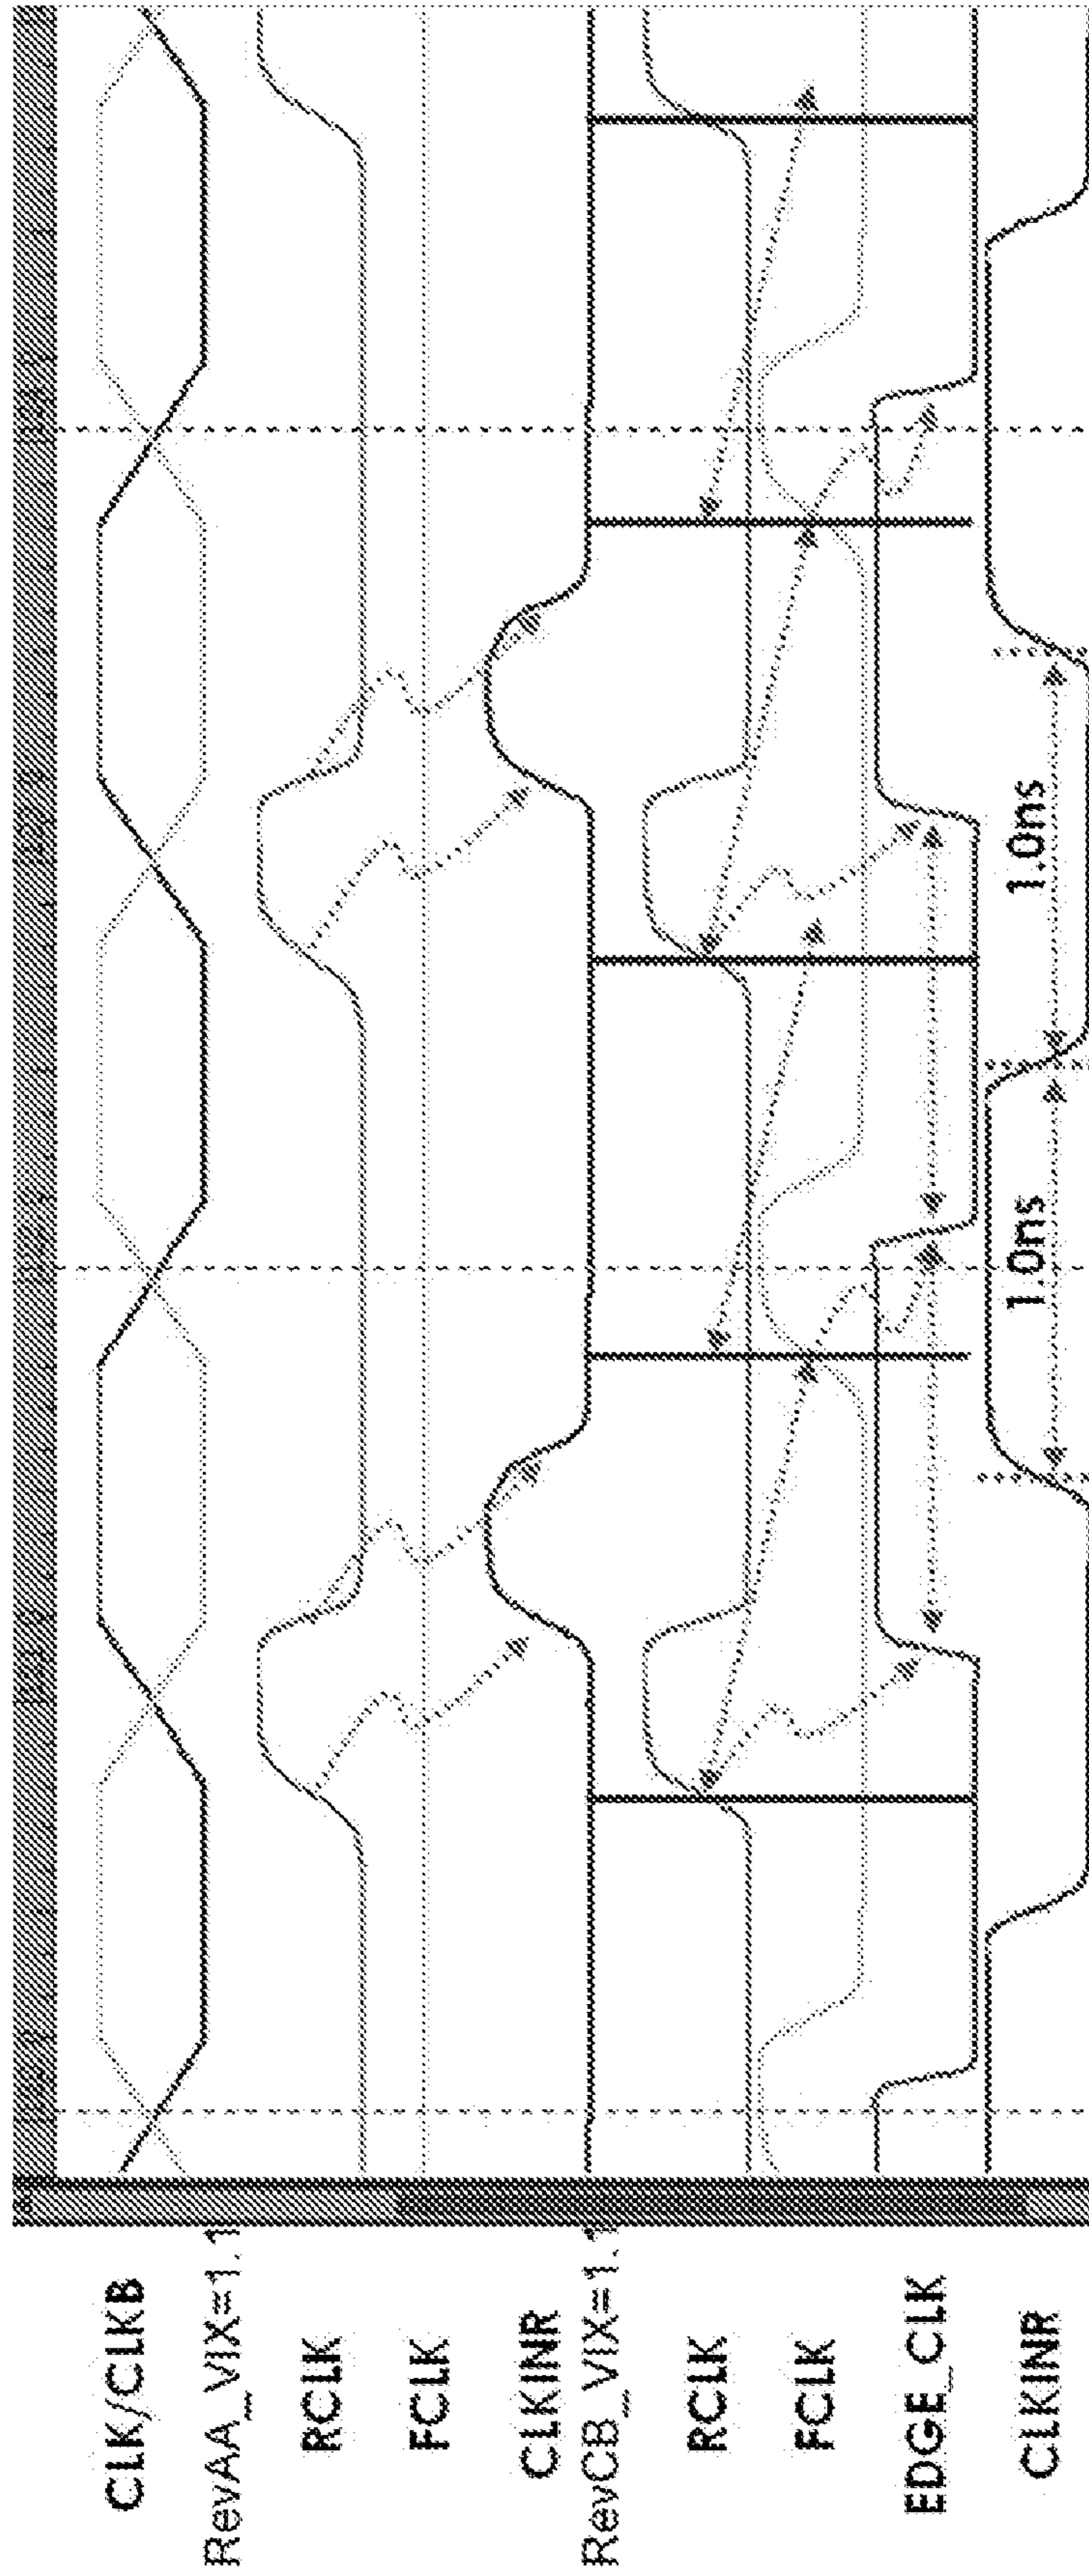 CLK/CLKB
RevAA_VIX=1.1
RCLK
FCLK
CLKINR
RevCB_VIX=1.1
RCLK
FCLK
EDGE_CLK
CLKINR
1.0ns
1.0ns